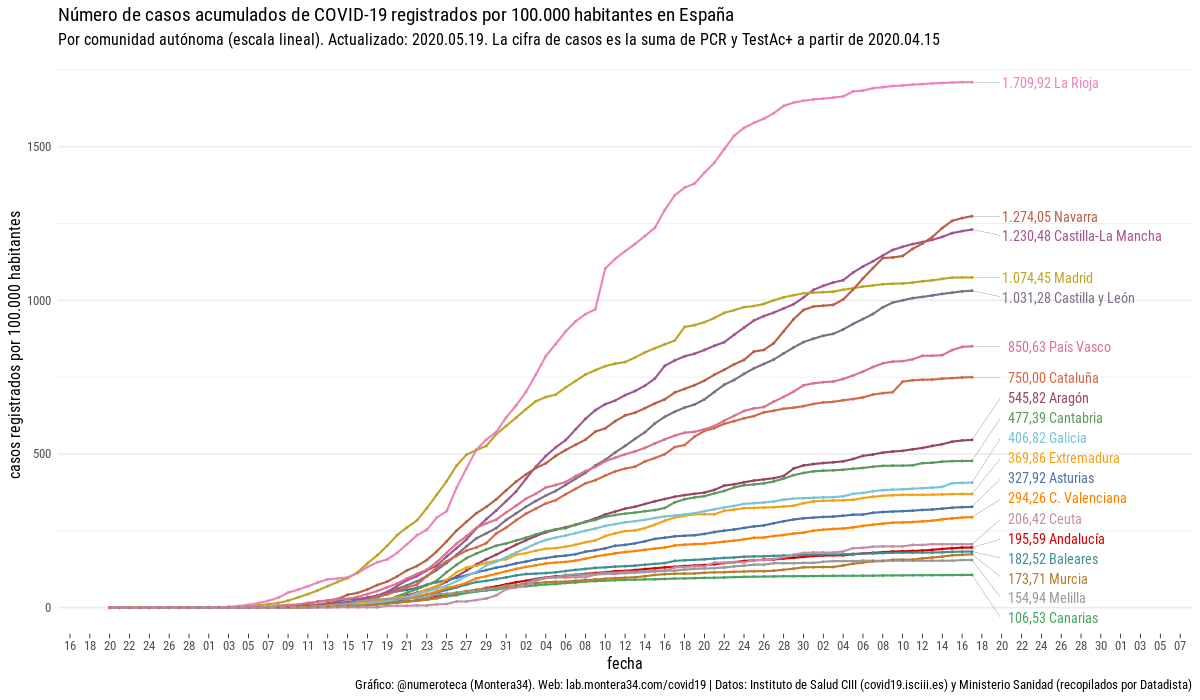 Número de casos acumulados de COVID-19 registrados por 100.000 habitantes en España
Por comunidad autónoma (escala lineal). Actualizado: 2020.05.19. La cifra de casos es la suma de PCR y TestAc+ a partir de 2020.04.15
casos registrados por 100.000 habitantes
1500
1000
500
0
1.709,92 La Rioja
1.274,05 Navarra
1.230,48 Castilla-La Mancha
1.074,45 Madrid
1.031,28 Castilla y León
850,63 País Vasco
750,00 Cataluña
545,82 Aragón
477,39 Cantabria
406,82 Galicia
369,86 Extremadura
327,92 Asturias
294,26 C. Valenciana
206,42 Ceuta
195,59 Andalucía
182,52 Baleares
173,71 Murcia
154,94 Melilla
106,53 Canarias
16 18 20 22 24 26 28 01 03 05 07 09 11 13 15 17 19 21 23 25 27 29 31 02 04 06 08 10 12 14 16 18 20 22 24 26 28 30 02 04 06 08 10 12 14 16 18 20 22 24 26 28 30 01 03 05 07
fecha
Gráfico: @numeroteca (Montera34). Web: lab.montera34.com/covid19 | Datos: Instituto de Salud CIII (covid19.isciii.es) y Ministerio Sanidad (recopilados por Datadista)